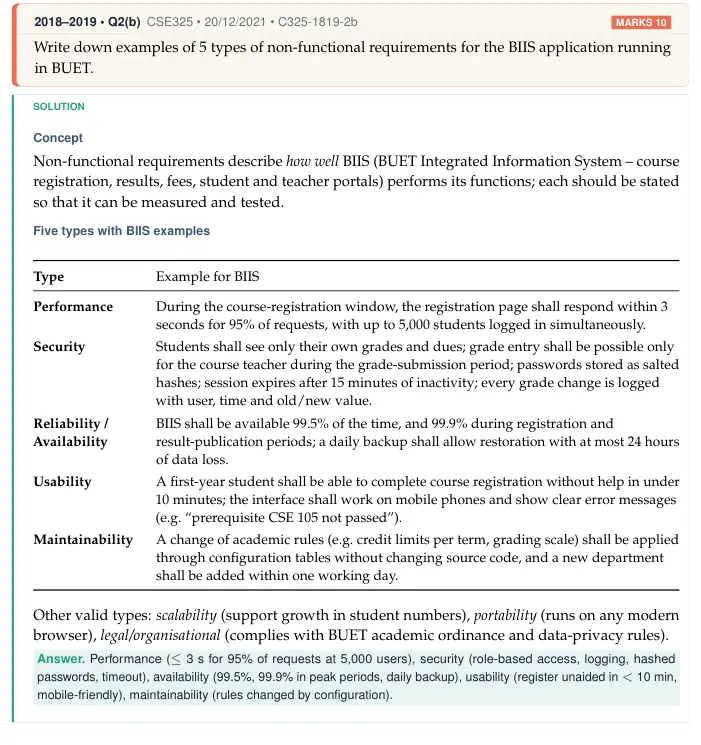 2018–2019 • Q2(b) CSE325 • 20/12/2021 • C325-1819-2b MARKS 10
Write down examples of 5 types of non-functional requirements for the BIIS application running
in BUET.
SOLUTION
Concept
Non-functional requirements describe how well BIIS (BUET Integrated Information System – course
registration, results, fees, student and teacher portals) performs its functions; each should be stated
so that it can be measured and tested.
Five types with BIIS examples
Type Example for BIIS
Performance During the course-registration window, the registration page shall respond within 3
seconds for 95% of requests, with up to 5,000 students logged in simultaneously.
Security Students shall see only their own grades and dues; grade entry shall be possible only
for the course teacher during the grade-submission period; passwords stored as salted
hashes; session expires after 15 minutes of inactivity; every grade change is logged
with user, time and old/new value.
Reliability / BIIS shall be available 99.5% of the time, and 99.9% during registration and
Availability result-publication periods; a daily backup shall allow restoration with at most 24 hours
of data loss.
Usability A first-year student shall be able to complete course registration without help in under
10 minutes; the interface shall work on mobile phones and show clear error messages
(e.g. “prerequisite CSE 105 not passed”).
Maintainability A change of academic rules (e.g. credit limits per term, grading scale) shall be applied
through configuration tables without changing source code, and a new department
shall be added within one working day.
Other valid types: scalability (support growth in student numbers), portability (runs on any modern
browser), legal/organisational (complies with BUET academic ordinance and data-privacy rules).
Answer. Performance (≤ 3 s for 95% of requests at 5,000 users), security (role-based access, logging, hashed
passwords, timeout), availability (99.5%, 99.9% in peak periods, daily backup), usability (register unaided in < 10 min,
mobile-friendly), maintainability (rules changed by configuration).